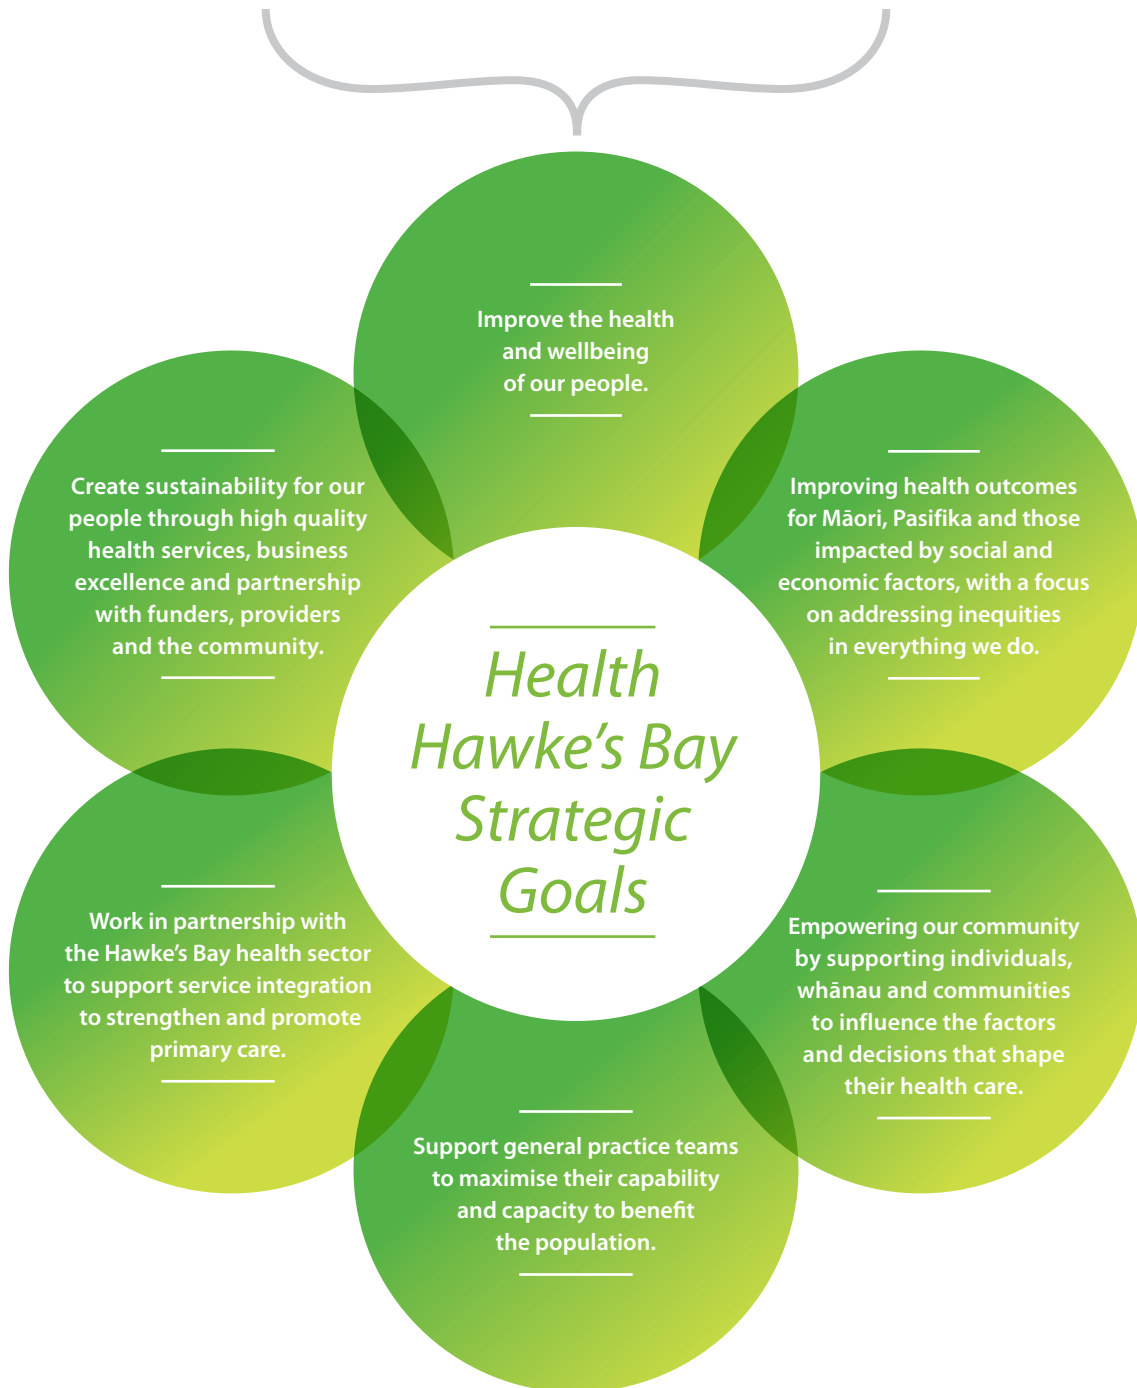 Improve the health
and wellbeing
of our people.
Improving health outcomes
for Māori, Pasifika and those
impacted by social and
economic factors, with a focus
on addressing inequities
in everything we do.
Empowering our community
by supporting individuals,
whānau and communities
to influence the factors
and decisions that shape
their health care.
Support general practice teams
to maximise their capability
and capacity to benefit
the population.
Work in partnership with
the Hawke’s Bay health sector
to support service integration
to strengthen and promote
primary care.
Create sustainability for our
people through high quality
health services, business
excellence and partnership
with funders, providers
and the community.
Health
Hawke’s Bay
Strategic
Goals